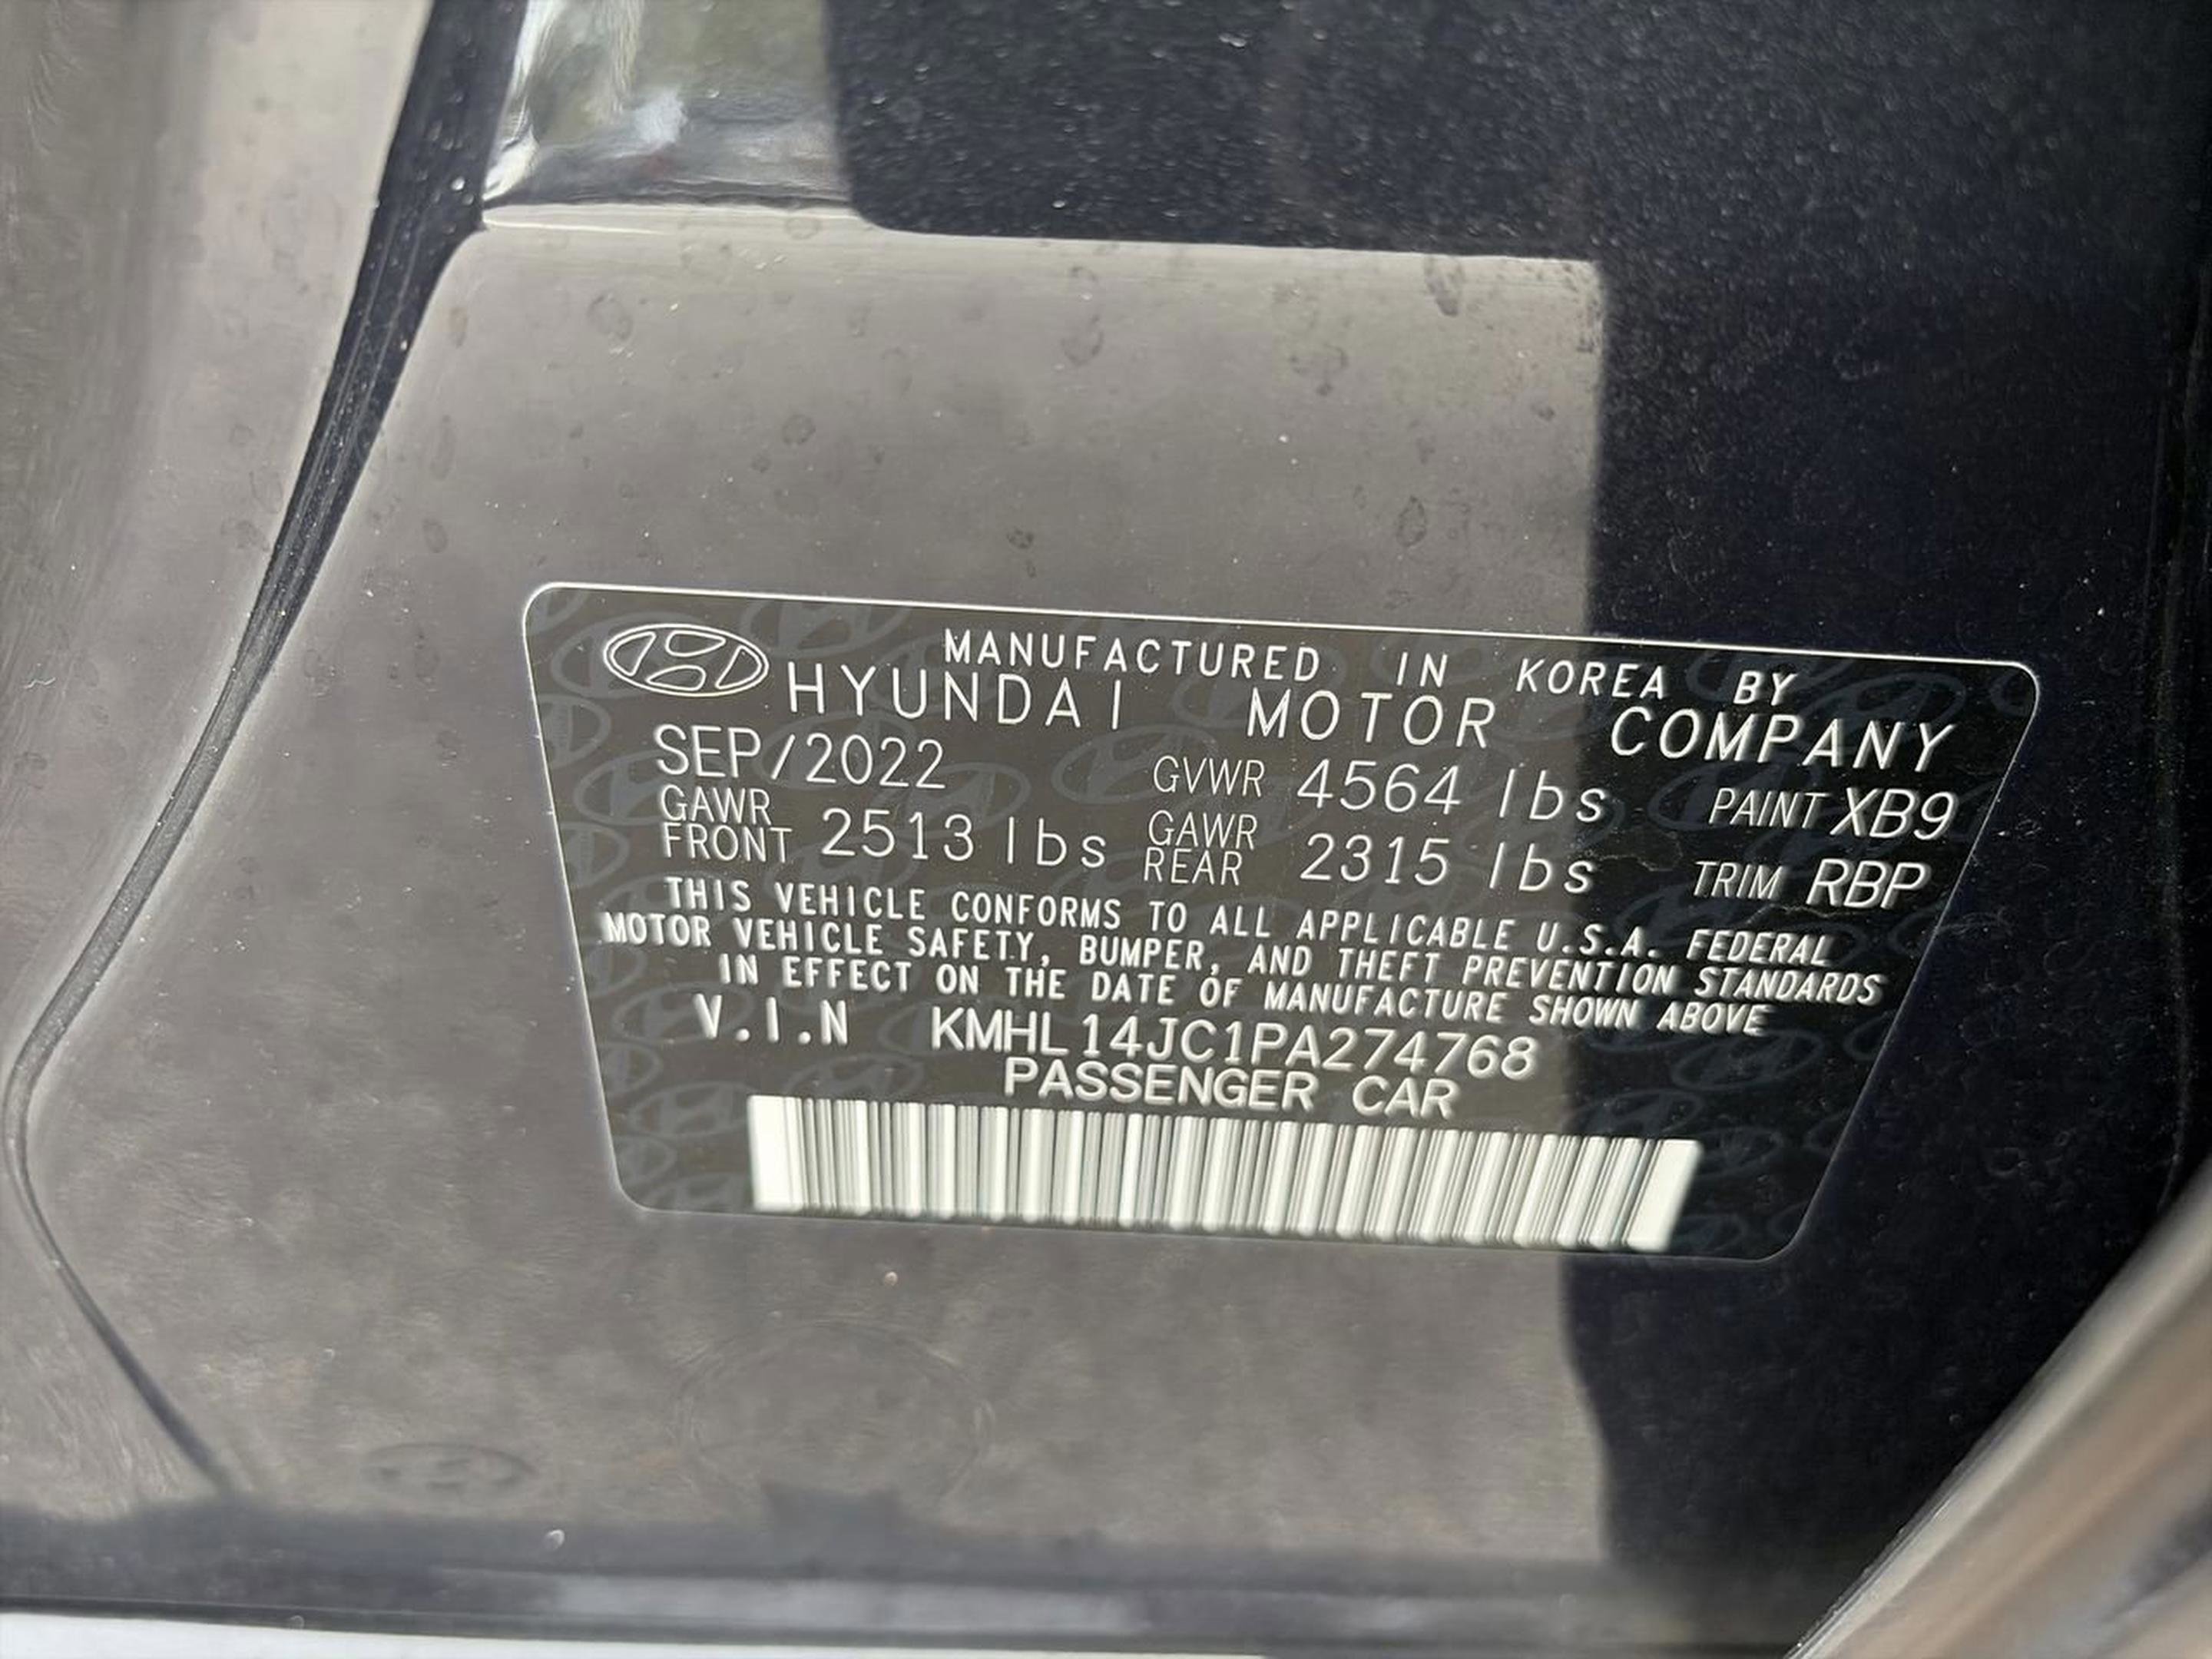 MANUFACTURED IN KOREA BY
HYUNDAI MOTOR COMPANY
SEP/2022 GVWR 4564 lbs PAINT XB9
GAWR FRONT 2513 lbs GAWR REAR 2315 lbs TRIM RBP
THIS VEHICLE CONFORMS TO ALL APPLICABLE U.S.A. FEDERAL
MOTOR VEHICLE SAFETY, BUMPER, AND THEFT PREVENTION STANDARDS
IN EFFECT ON THE DATE OF MANUFACTURE SHOWN ABOVE
V.I.N KMHL14JC1PA274768
PASSENGER CAR